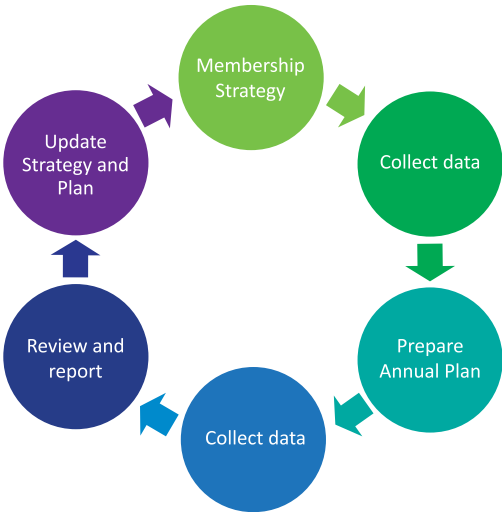 Membership
Strategy
Collect data
Prepare
Annual Plan
Collect data
Review and
report
Update
Strategy and
Plan